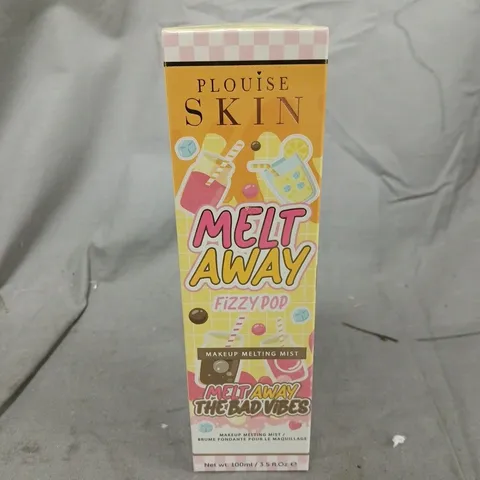 PLOUISE
SKIN
MELT
AWAY
FIZZY POP
MAKEUP MELTING MIST
MELT AWAY
THE BAD VIBES
MAKEUP MELTING MIST /
BRUME FONDANTE POUR LE MAQUILLAGE
Net wt. 100ml / 3.5 fl.Oz e